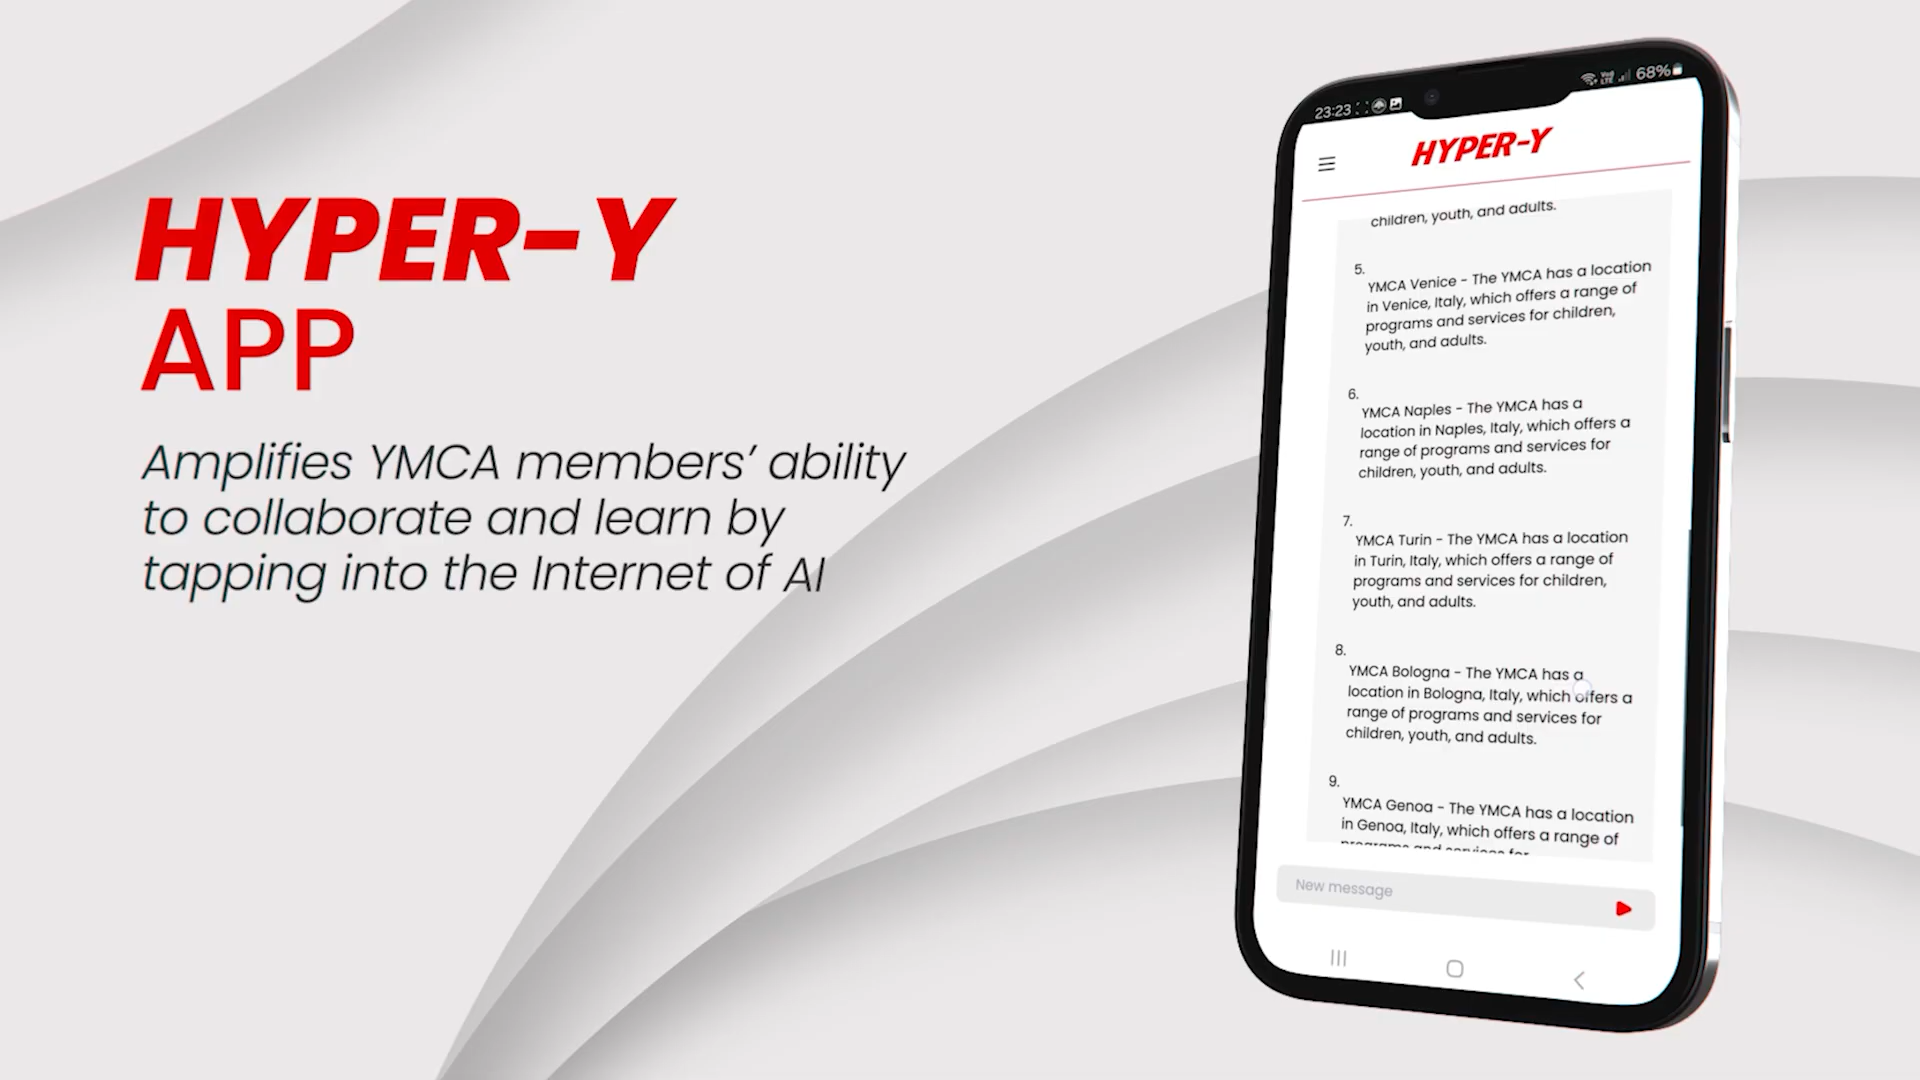 HYPER-Y
APP
Amplifies YMCA members’ ability
to collaborate and learn by
tapping into the Internet of AI
23:23
68%
HYPER-Y
children, youth, and adults.
5.
YMCA Venice - The YMCA has a location
in Venice, Italy, which offers a range of
programs and services for children,
youth, and adults.
6.
YMCA Naples - The YMCA has a
location in Naples, Italy, which offers a
range of programs and services for
children, youth, and adults.
7.
YMCA Turin - The YMCA has a location
in Turin, Italy, which offers a range of
programs and services for children,
youth, and adults.
8.
YMCA Bologna - The YMCA has a
location in Bologna, Italy, which offers a
range of programs and services for
children, youth, and adults.
9.
YMCA Genoa - The YMCA has a location
in Genoa, Italy, which offers a range of
programs and services for
New message